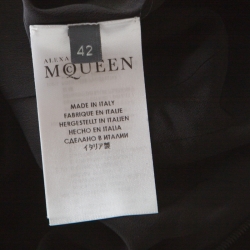 42
ALEXA
McQUEEN
MADE IN ITALY
FABRIQUE EN ITALIE
HERGESTELLT IN ITALIEN
HECHO EN ITALIA
СДЕЛАНО В ИТАЛИИ
イタリア製